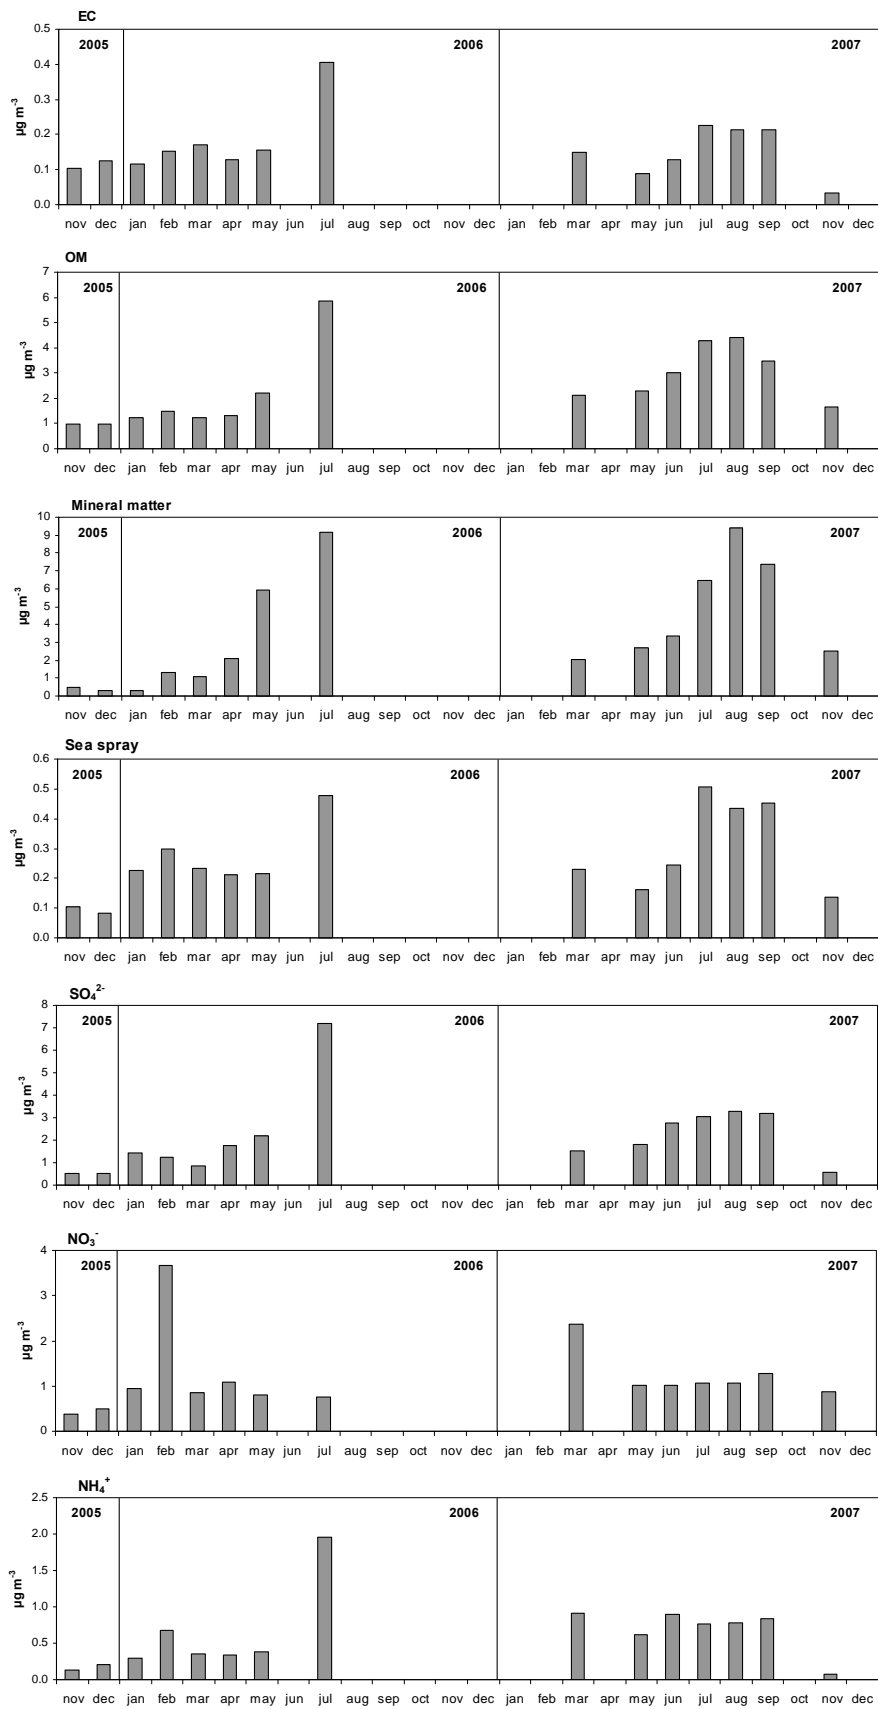 EC
0.5
0.4
0.3
0.2
0.1
0.0
µg m⁻³
2005 2006 2007
nov dec jan feb mar apr may jun jul aug sep oct nov dec jan feb mar apr may jun jul aug sep oct nov dec
OM
7
6
5
4
3
2
1
0
µg m⁻³
2005 2006 2007
nov dec jan feb mar apr may jun jul aug sep oct nov dec jan feb mar apr may jun jul aug sep oct nov dec
Mineral matter
10
9
8
7
6
5
4
3
2
1
0
µg m⁻³
2005 2006 2007
nov dec jan feb mar apr may jun jul aug sep oct nov dec jan feb mar apr may jun jul aug sep oct nov dec
Sea spray
0.6
0.5
0.4
0.3
0.2
0.1
0.0
µg m⁻³
2005 2006 2007
nov dec jan feb mar apr may jun jul aug sep oct nov dec jan feb mar apr may jun jul aug sep oct nov dec
SO₄²⁻
8
7
6
5
4
3
2
1
0
µg m⁻³
2005 2006 2007
nov dec jan feb mar apr may jun jul aug sep oct nov dec jan feb mar apr may jun jul aug sep oct nov dec
NO₃⁻
4
3
2
1
0
µg m⁻³
2005 2006 2007
nov dec jan feb mar apr may jun jul aug sep oct nov dec jan feb mar apr may jun jul aug sep oct nov dec
NH₄⁺
2.5
2.0
1.5
1.0
0.5
0.0
µg m⁻³
2005 2006 2007
nov dec jan feb mar apr may jun jul aug sep oct nov dec jan feb mar apr may jun jul aug sep oct nov dec